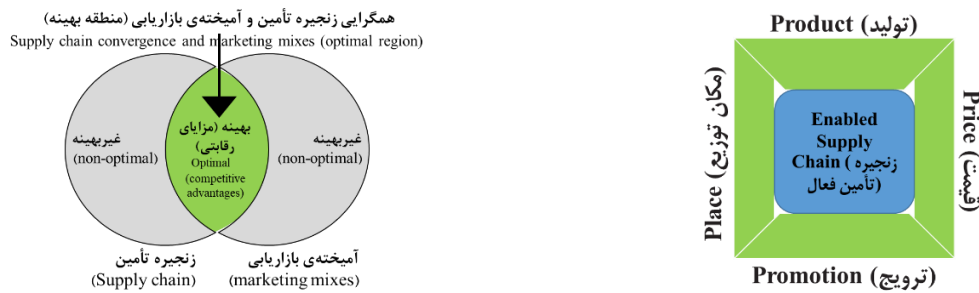 همگرایی زنجیره تأمین و آمیخته‌ی بازاریابی (منطقه بهینه)
Supply chain convergence and marketing mixes (optimal region)
غیربهینه
(non-optimal)
بهینه (مزایای
رقابتی)
Optimal
(competitive
advantages)
غیربهینه
(non-optimal)
زنجیره تأمین
(Supply chain)
آمیخته‌ی بازاریابی
(marketing mixes)
Product (تولید)
Place (مکان توزیع)
Enabled
Supply
Chain (زنجیره
تأمین فعال)
Price (قیمت)
Promotion (ترویج)